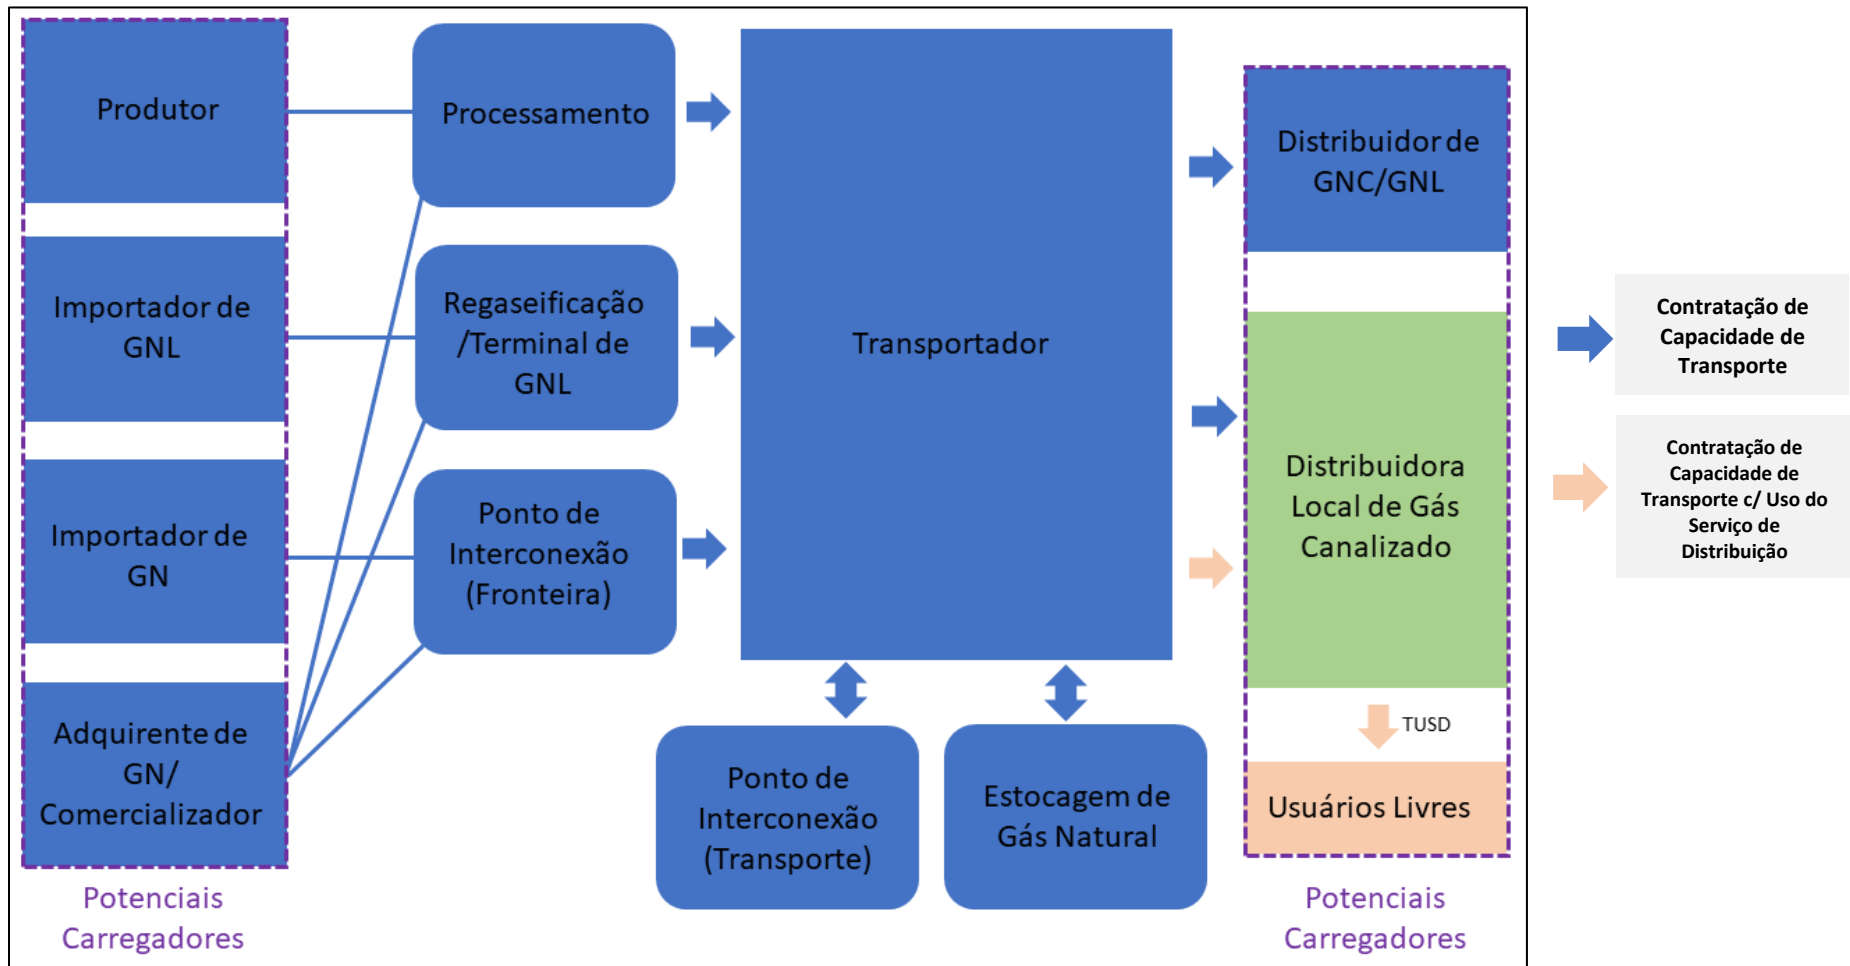 Produtor
Importador de
GNL
Importador de
GN
Adquirente de
GN/
Comercializador
Potenciais
Carregadores
Processamento
Regaseificação
/Terminal de
GNL
Ponto de
Interconexão
(Fronteira)
Transportador
Ponto de
Interconexão
(Transporte)
Estocagem de
Gás Natural
Distribuidor de
GNC/GNL
Distribuidora
Local de Gás
Canalizado
TUSD
Usuários Livres
Potenciais
Carregadores
Contratação de
Capacidade de
Transporte
Contratação de
Capacidade de
Transporte c/ Uso do
Serviço de
Distribuição